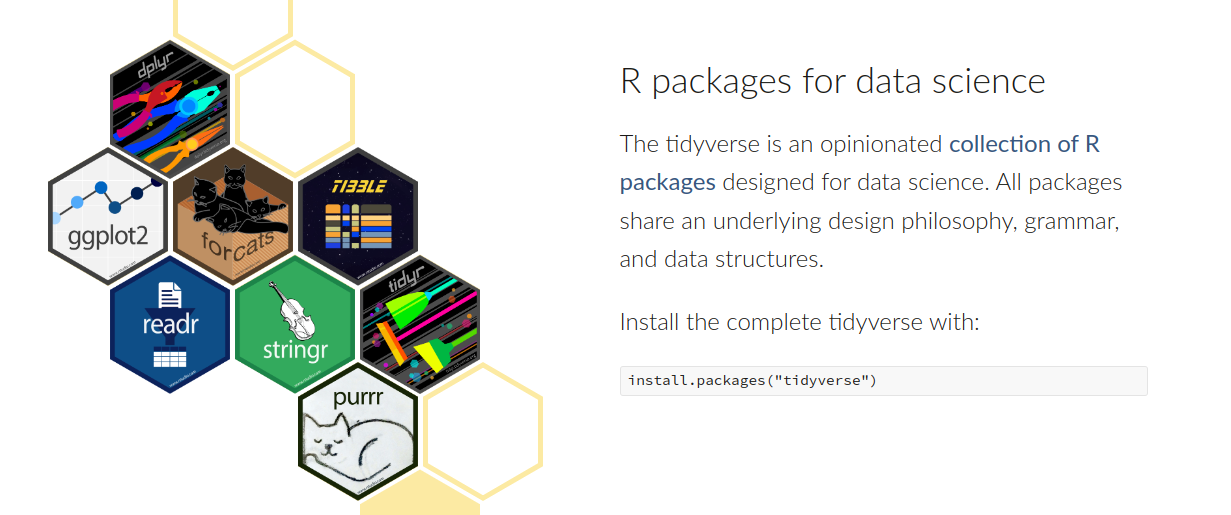 dplyr
ggplot2
forcats
TIBBLE
readr
stringr
tidyr
purrr
R packages for data science
The tidyverse is an opinionated collection of R
packages designed for data science. All packages
share an underlying design philosophy, grammar,
and data structures.
Install the complete tidyverse with:
install.packages("tidyverse")